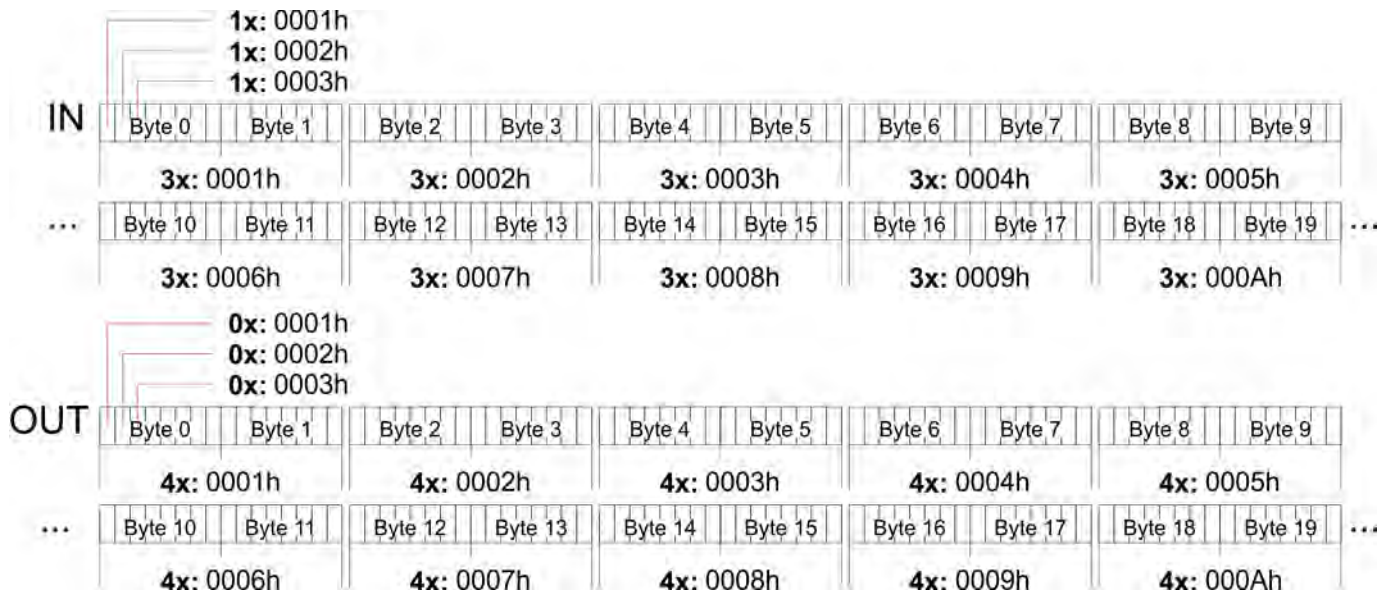 1x: 0001h
1x: 0002h
1x: 0003h
IN Byte 0 Byte 1 Byte 2 Byte 3 Byte 4 Byte 5 Byte 6 Byte 7 Byte 8 Byte 9
3x: 0001h 3x: 0002h 3x: 0003h 3x: 0004h 3x: 0005h
... Byte 10 Byte 11 Byte 12 Byte 13 Byte 14 Byte 15 Byte 16 Byte 17 Byte 18 Byte 19 ...
3x: 0006h 3x: 0007h 3x: 0008h 3x: 0009h 3x: 000Ah
0x: 0001h
0x: 0002h
0x: 0003h
OUT Byte 0 Byte 1 Byte 2 Byte 3 Byte 4 Byte 5 Byte 6 Byte 7 Byte 8 Byte 9
4x: 0001h 4x: 0002h 4x: 0003h 4x: 0004h 4x: 0005h
... Byte 10 Byte 11 Byte 12 Byte 13 Byte 14 Byte 15 Byte 16 Byte 17 Byte 18 Byte 19 ...
4x: 0006h 4x: 0007h 4x: 0008h 4x: 0009h 4x: 000Ah